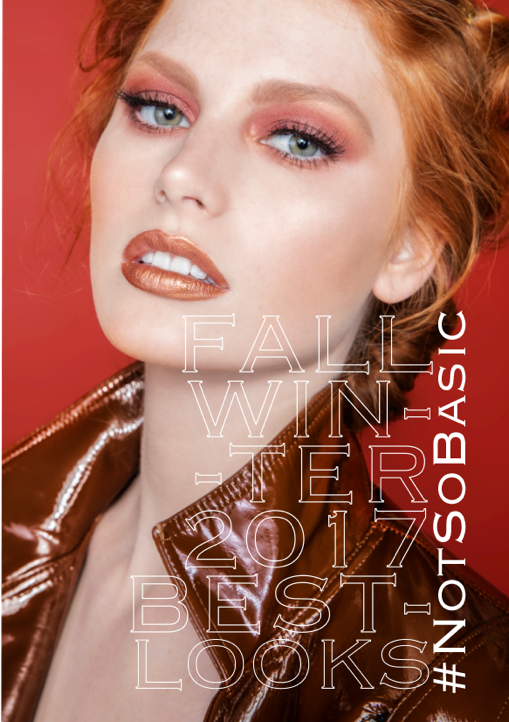 FALL
WIN-
-TER
2017
BEST-
LOOKS
#NOTSOBASIC